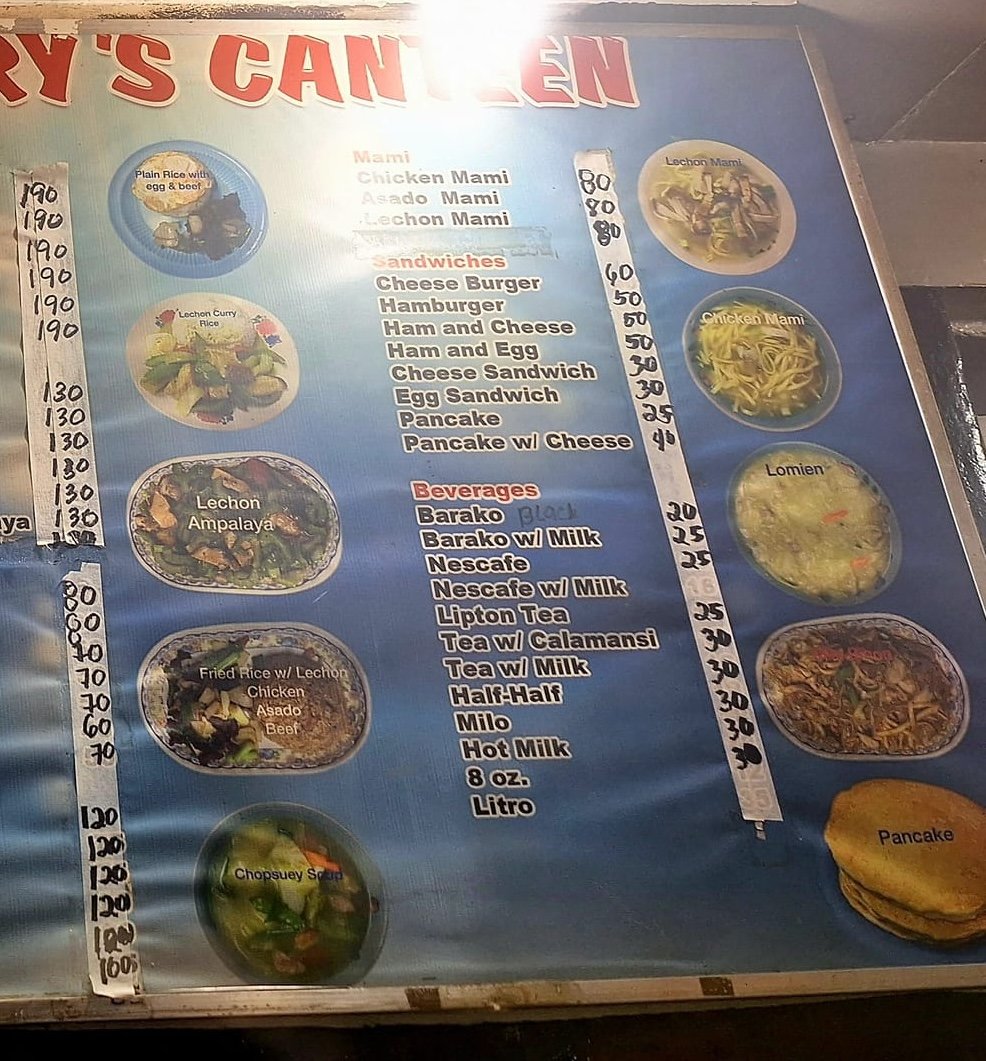 RY'S CANTEEN
190
190
190
190
190
190
130
130
130
130
130
130
aya
80
60
70
70
70
60
70
120
120
120
120
100
Plain Rice with
egg & beef
Lechon Curry
Rice
Lechon
Ampalaya
Fried Rice w/ Lechon
Chicken
Asado
Beef
Chopsuey Soup
Mami
Chicken Mami 80
Asado Mami 80
Lechon Mami 80
Sandwiches
Cheese Burger 60
Hamburger 50
Ham and Cheese 50
Ham and Egg 50
Cheese Sandwich 30
Egg Sandwich 30
Pancake 25
Pancake w/ Cheese 40
Beverages
Barako Black 20
Barako w/ Milk 25
Nescafe 25
Nescafe w/ Milk
Lipton Tea 25
Tea w/ Calamansi 30
Tea w/ Milk 30
Half-Half 30
Milo 30
Hot Milk 30
8 oz.
Litro
Lechon Mami
Chicken Mami
Lomien
Pancake